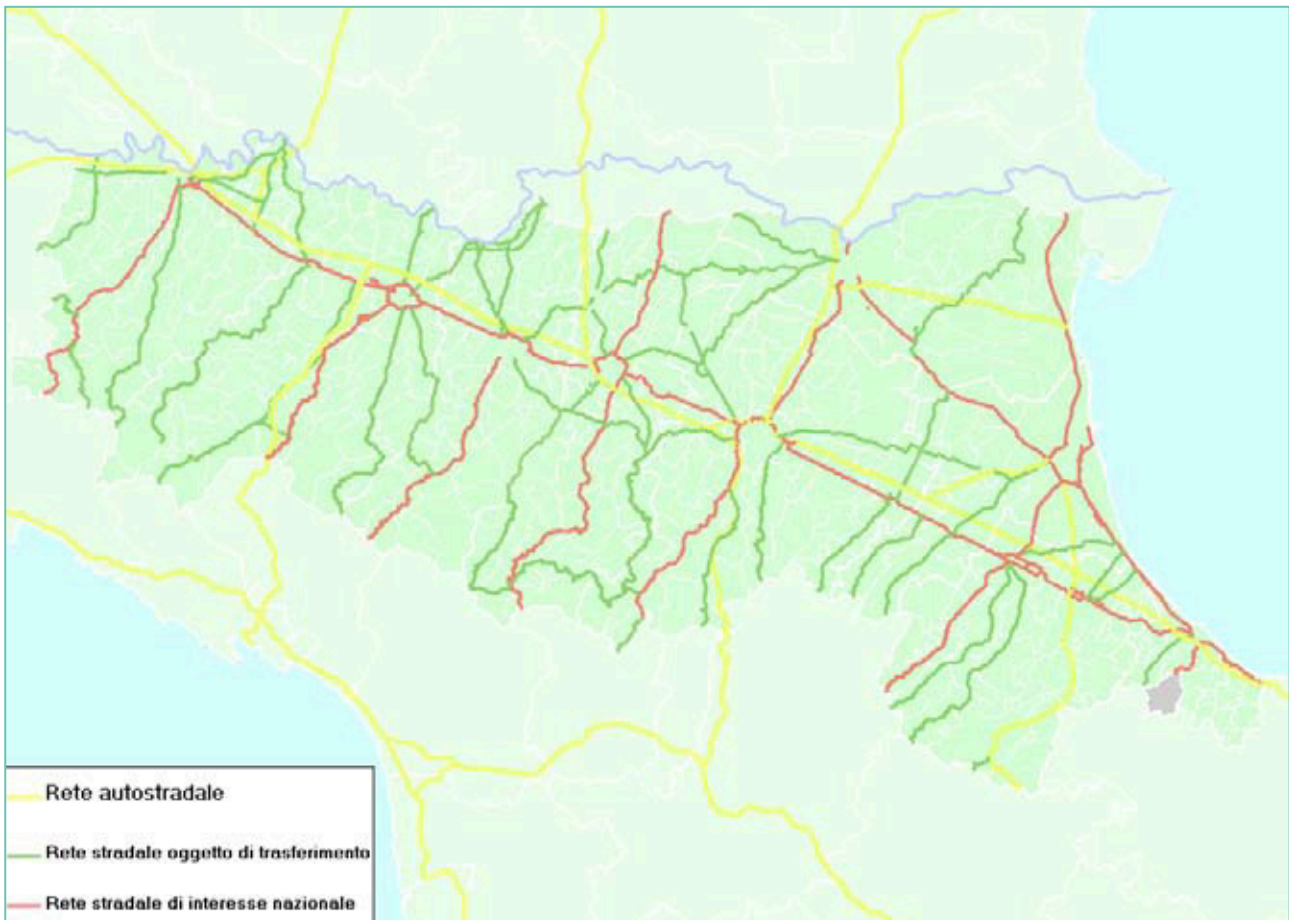 Rete autostradale
Rete stradale oggetto di trasferimento
Rete stradale di interesse nazionale